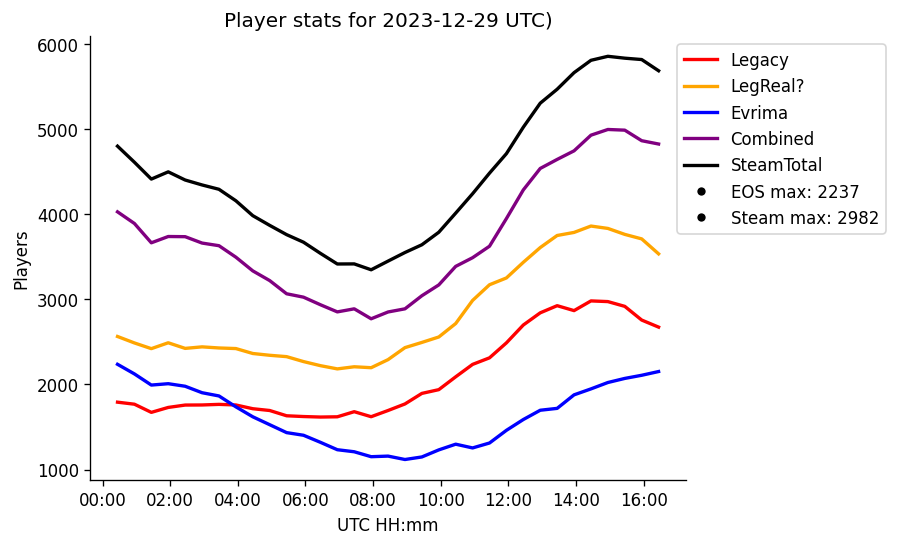 Player stats for 2023-12-29 UTC)
Players
6000
5000
4000
3000
2000
1000
00:00 02:00 04:00 06:00 08:00 10:00 12:00 14:00 16:00
UTC HH:mm
Legacy
LegReal?
Evrima
Combined
SteamTotal
EOS max: 2237
Steam max: 2982